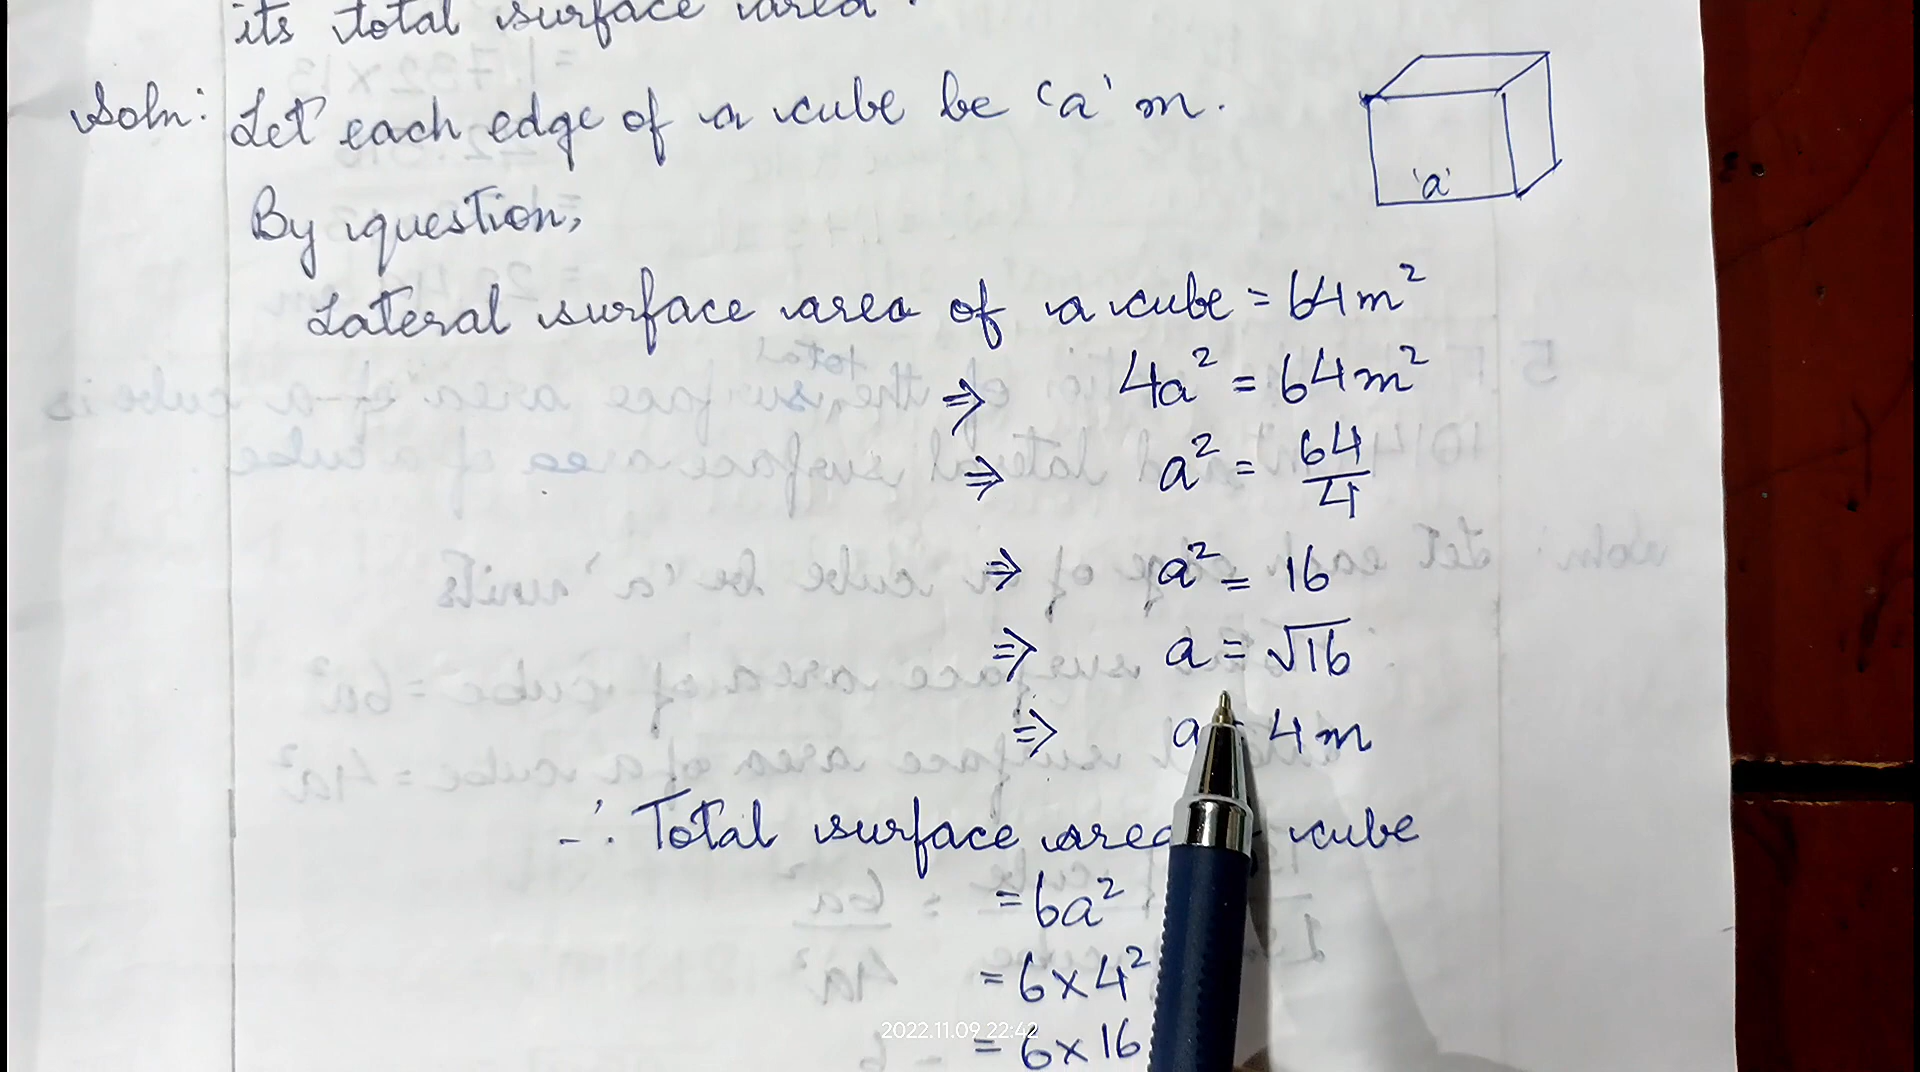 its total surface area.
Soln: Let each edge of a cube be 'a' m.
'a'
By question,
Lateral surface area of a cube = 64m²
⇒ 4a² = 64m²
⇒ a² = 64/4
⇒ a² = 16
⇒ a = √16
⇒ a 4m
∴ Total surface area cube
= 6a²
= 6×4²
= 6×16
2022.11.09 22:42